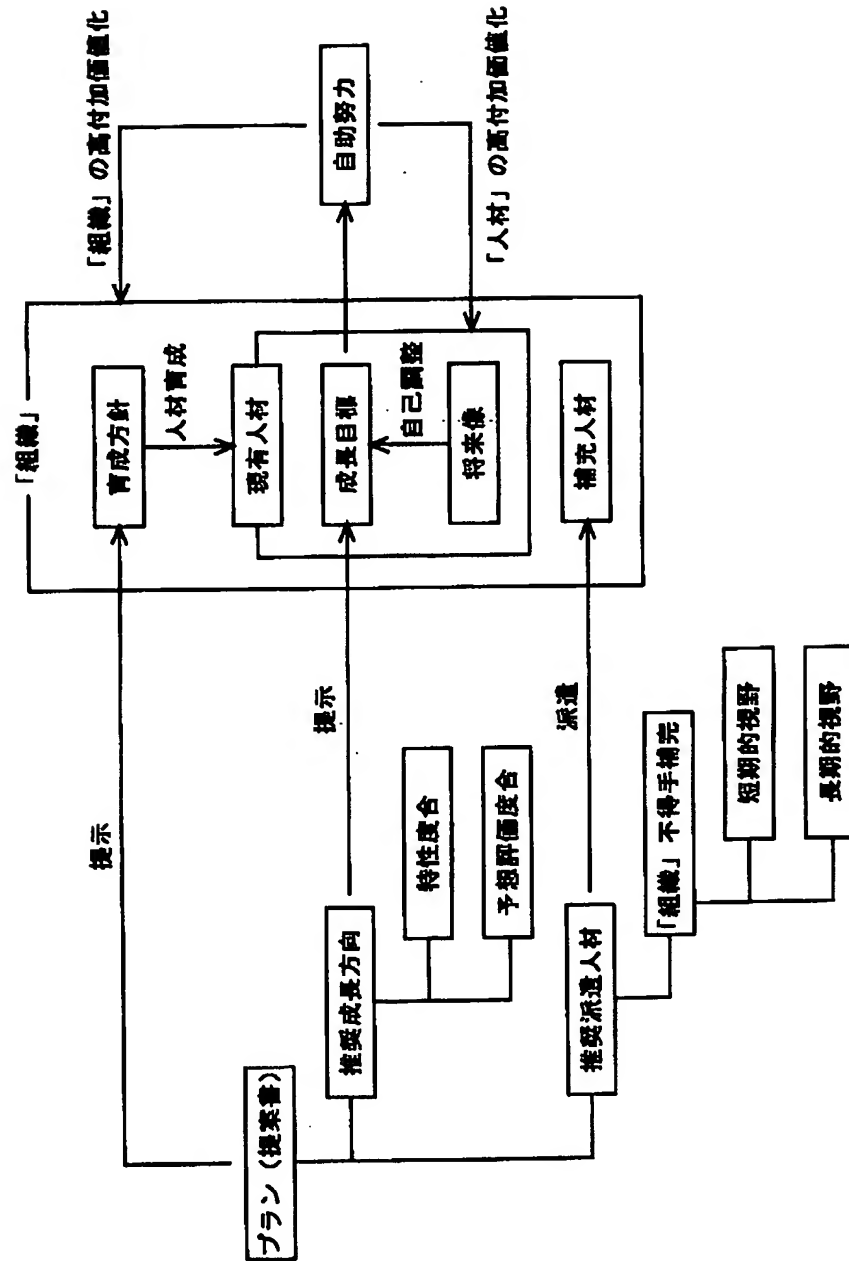 プラン（提案書）
提示
推奨成長方向
特性度合
予想評価度合
提示
推奨派遣人材
「組織」不得手補完
短期的視野
長期的視野
派遣
「組織」
育成方針
人材育成
現有人材
成長目標
自己調整
将来像
補充人材
自助努力
「組織」の高付加価値化
「人材」の高付加価値化